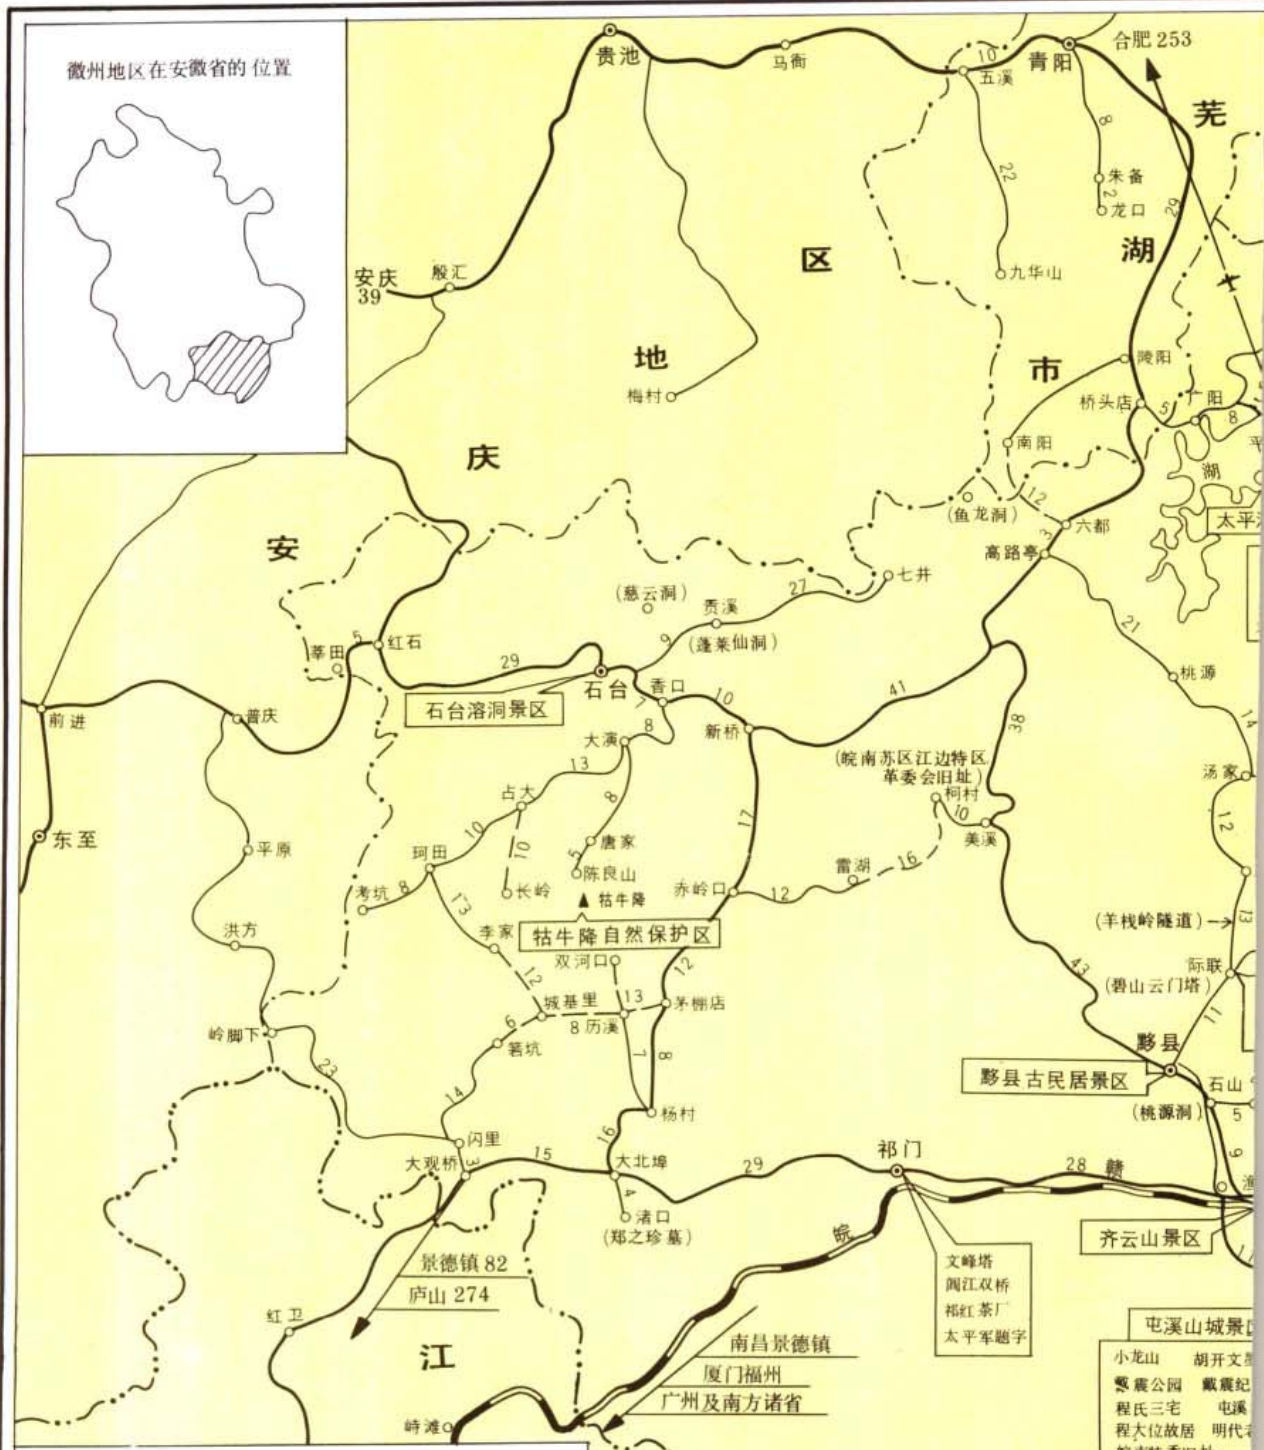 徽州地区在安徽省的位置
贵池
马衙
10
五溪
青阳
合肥 253
芜
8
朱备
2
龙口
22
29
九华山
区
湖
安庆
39
殷汇
地
市
陵阳
梅村
桥头店
5
广阳
8
平
南阳
庆
湖
12
(鱼龙洞)
六都
太平
3
高路亭
安
七井
27
(慈云洞)
贡溪
21
(蓬莱仙洞)
9
5
红石
莘田
29
石台
桃源
香口
石台溶洞景区
7
10
41
38
14
前进
普庆
8
新桥
大演
(皖南苏区江边特区
革委会旧址)
13
汤家
占大
8
柯村
10
美溪
17
12
东至
10
10
唐家
平原
珂田
5
陈良山
雷湖
16
考坑
8
长岭
牯牛降
赤岭口
12
13
洪方
李家
牯牛降自然保护区
(羊栈岭隧道)
13
双河口
12
43
际联
12
(碧山云门塔)
城基里
13
茅棚店
8
历溪
11
岭脚下
6
箬坑
黟县
23
7
8
黟县古民居景区
石山
14
(桃源洞)
5
杨村
闪里
16
祁门
9
大观桥
3
15
大北埠
29
28
赣
渔
4
渚口
(郑之珍墓)
皖
齐云山景区
11
景德镇 82
文峰塔
阊江双桥
庐山 274
祁红茶厂
红卫
太平军题字
屯溪山城景区
江
南昌景德镇
小龙山
胡开文墨
厦门福州
戴震公园
戴震纪
广州及南方诸省
程氏三宅
屯溪
峙滩
程大位故居
明代老